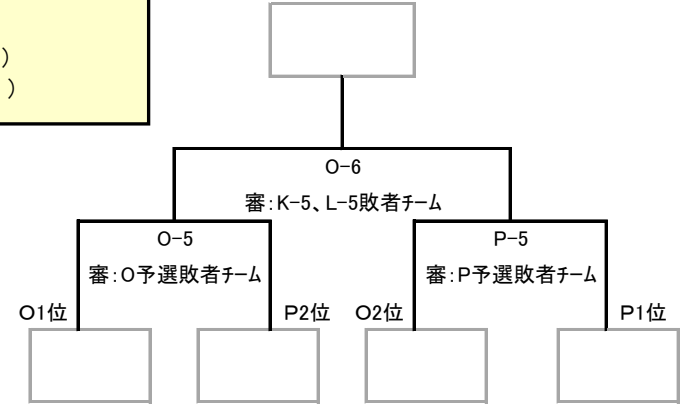 )
)
O-6
審:K-5、L-5敗者チーム
O-5
P-5
審:O予選敗者チーム
審:P予選敗者チーム
O1位
P2位
O2位
P1位